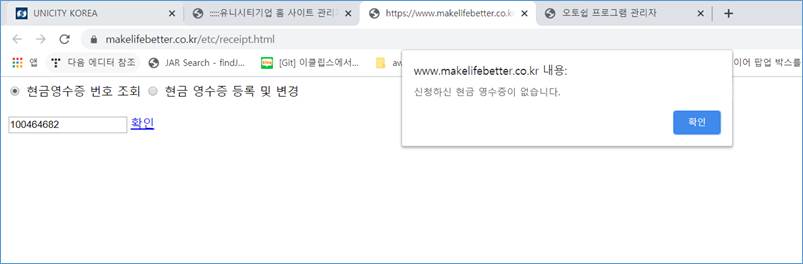 UNICITY KOREA
:::::유니시티기업 홈 사이트 관리
https://www.makelifebetter.co.kr
오토쉽 프로그램 관리자
makelifebetter.co.kr/etc/receipt.html
앱 다음 에디터 참조 JAR Search - findJ... [Git] 이클립스에서... aw 이어 팝업 박스를
www.makelifebetter.co.kr 내용:
신청하신 현금 영수증이 없습니다.
확인
현금영수증 번호 조회 현금 영수증 등록 및 변경
100464682 확인